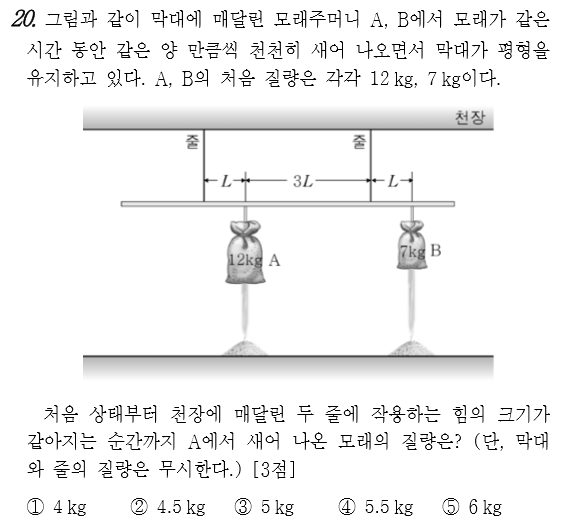 20. 그림과 같이 막대에 매달린 모래주머니 A, B에서 모래가 같은
시간 동안 같은 양 만큼씩 천천히 새어 나오면서 막대가 평형을
유지하고 있다. A, B의 처음 질량은 각각 12 kg, 7 kg이다.
천장
줄 줄
L 3L L
12kg A 7kg B
처음 상태부터 천장에 매달린 두 줄에 작용하는 힘의 크기가
같아지는 순간까지 A에서 새어 나온 모래의 질량은? (단, 막대
와 줄의 질량은 무시한다.) [3점]
① 4 kg ② 4.5 kg ③ 5 kg ④ 5.5 kg ⑤ 6 kg